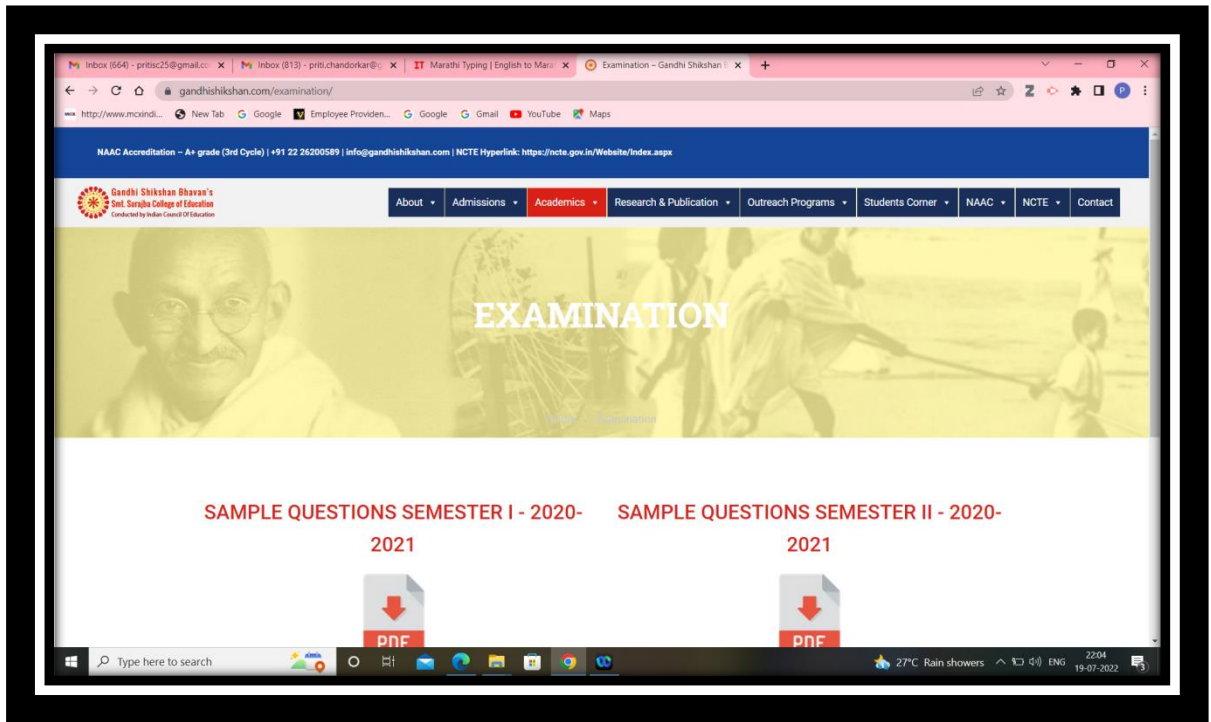 Inbox (664) - pritisc25@gmail.co
Inbox (813) - priti.chandorkar@g
IT Marathi Typing | English to Mara
Examination – Gandhi Shikshan B
gandhishikshan.com/examination/
http://www.mcxindi... New Tab Google Employee Providen... Google Gmail YouTube Maps
NAAC Accreditation – A+ grade (3rd Cycle) | +91 22 26200589 | info@gandhishikshan.com | NCTE Hyperlink: https://ncte.gov.in/Website/Index.aspx
Gandhi Shikshan Bhavan's
Smt. Surajba College of Education
Conducted by Indian Council Of Education
About Admissions Academics Research & Publication Outreach Programs Students Corner NAAC NCTE Contact
EXAMINATION
Home / Examination
SAMPLE QUESTIONS SEMESTER I - 2020-
2021
SAMPLE QUESTIONS SEMESTER II - 2020-
2021
PDF
PDF
Type here to search
27°C Rain showers
ENG
22:04
19-07-2022
3